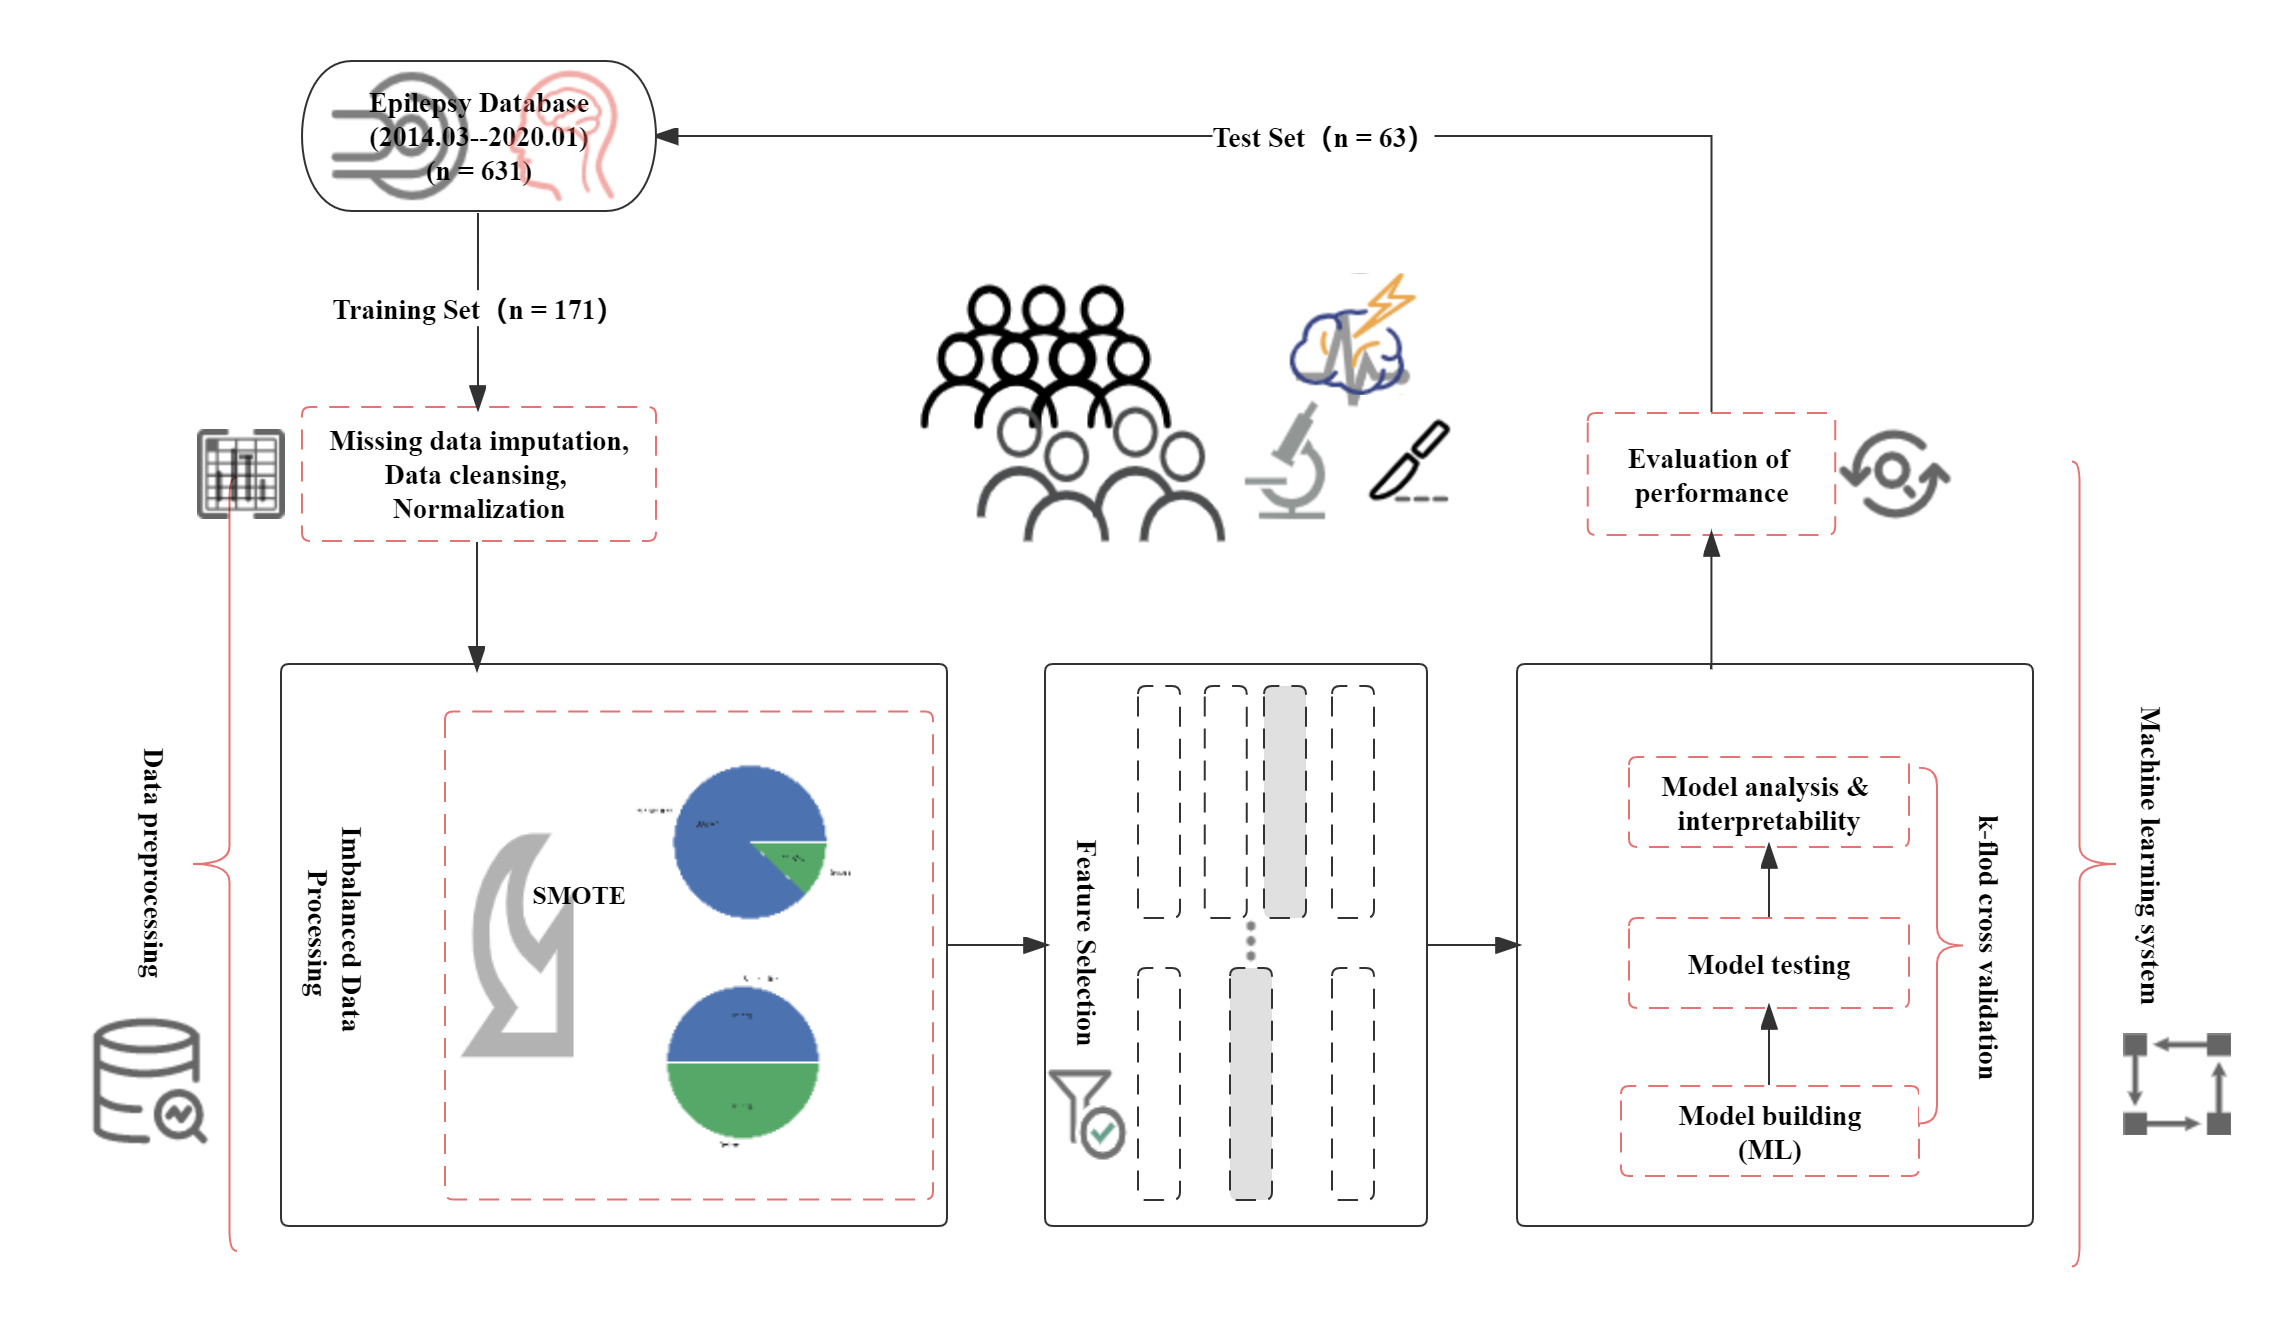 Epilepsy Database
(2014.03--2020.01)
(n = 631)
Test Set（n = 63）
Training Set（n = 171）
Missing data imputation,
Data cleansing,
Normalization
Evaluation of
performance
Data preprocessing
Imbalanced Data
Processing
SMOTE
Feature Selection
Model analysis &
interpretability
Model testing
Model building
(ML)
k-flod cross validation
Machine learning system